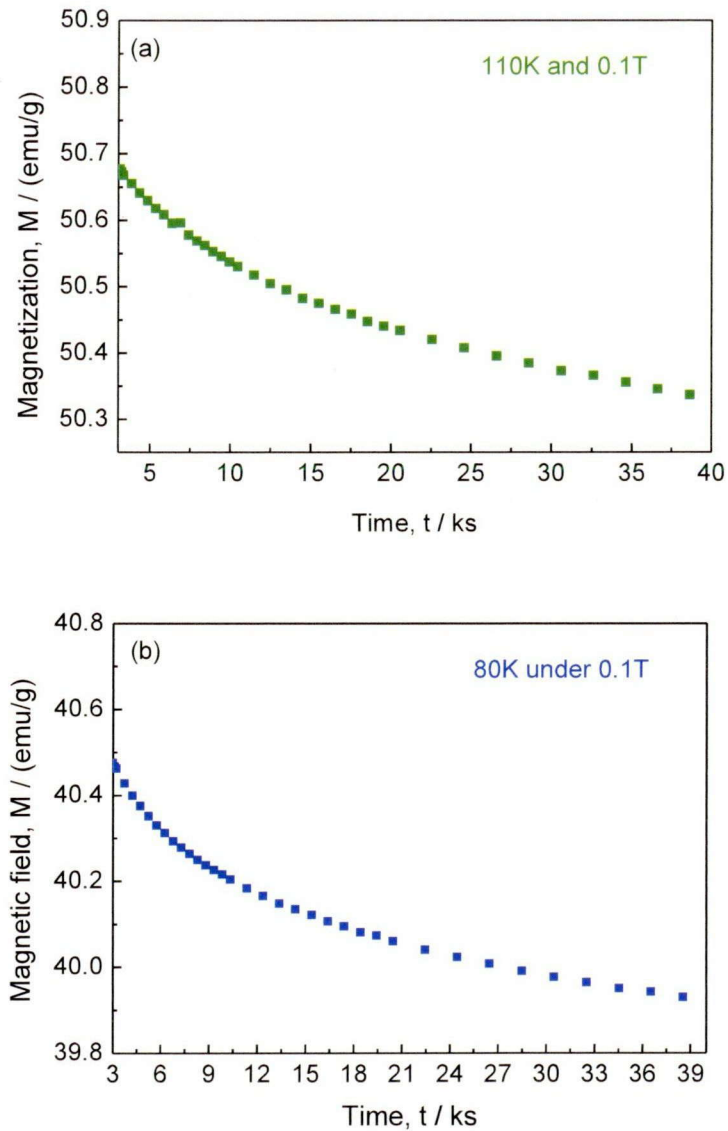 50.9
(a)
110K and 0.1T
50.8
50.7
50.6
50.5
50.4
50.3
Magnetization, M / (emu/g)
5 10 15 20 25 30 35 40
Time, t / ks
40.8
(b)
80K under 0.1T
40.6
40.4
40.2
40.0
39.8
Magnetic field, M / (emu/g)
3 6 9 12 15 18 21 24 27 30 33 36 39
Time, t / ks